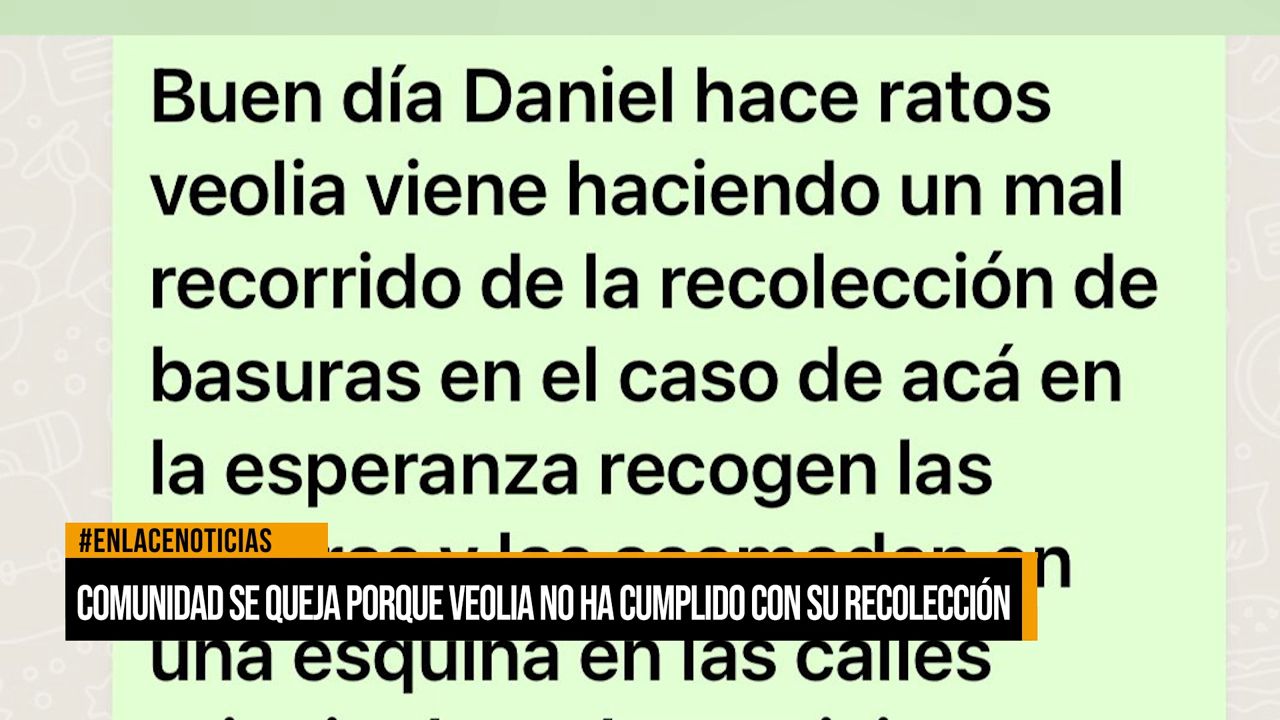 Buen día Daniel hace ratos
veolia viene haciendo un mal
recorrido de la recolección de
basuras en el caso de acá en
la esperanza recogen las
#ENLACENOTICIAS
COMUNIDAD SE QUEJA PORQUE VEOLIA NO HA CUMPLIDO CON SU RECOLECCIÓN
una esquina en las calles